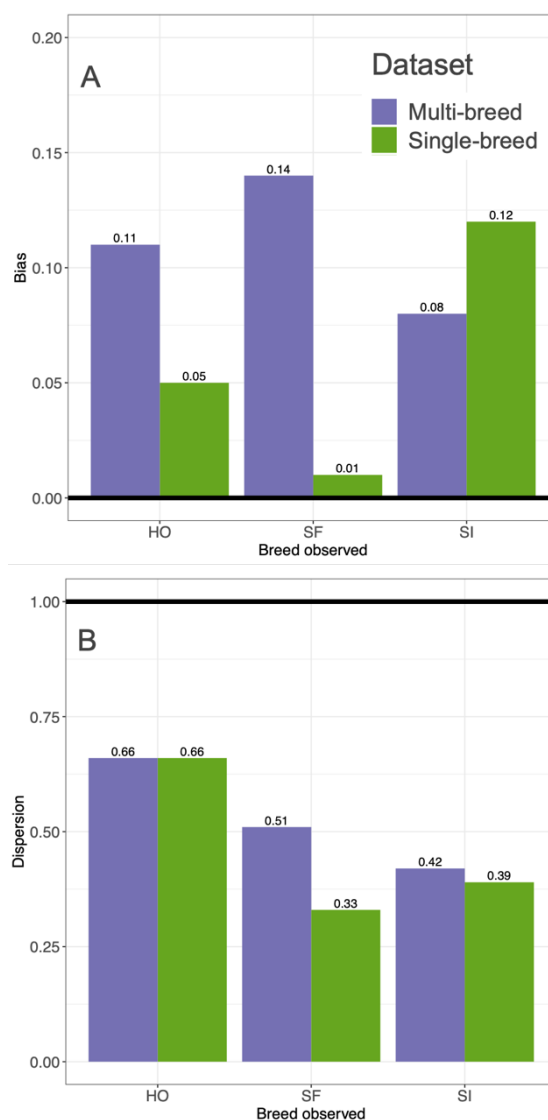 A
Dataset
Multi-breed
Single-breed
0.20
0.15
0.10
0.05
0.00
Bias
0.11
0.05
0.14
0.01
0.08
0.12
HO
SF
SI
Breed observed
B
1.00
0.75
0.50
0.25
0.00
Dispersion
0.66
0.66
0.51
0.33
0.42
0.39
HO
SF
SI
Breed observed